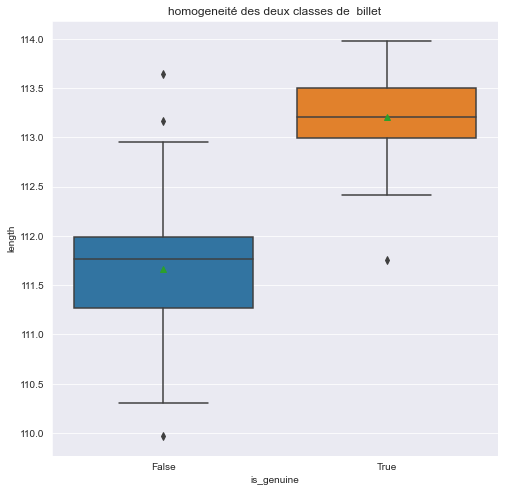 homogeneité des deux classes de  billet
114.0
113.5
113.0
112.5
112.0
111.5
111.0
110.5
110.0
length
False
True
is_genuine